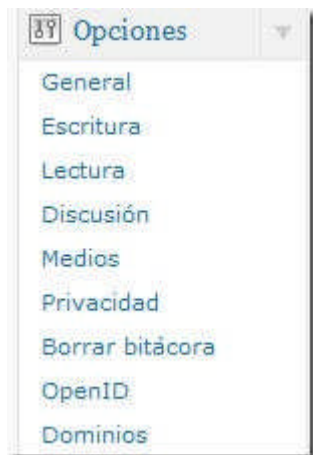 Opciones
General
Escritura
Lectura
Discusión
Medios
Privacidad
Borrar bitácora
OpenID
Dominios